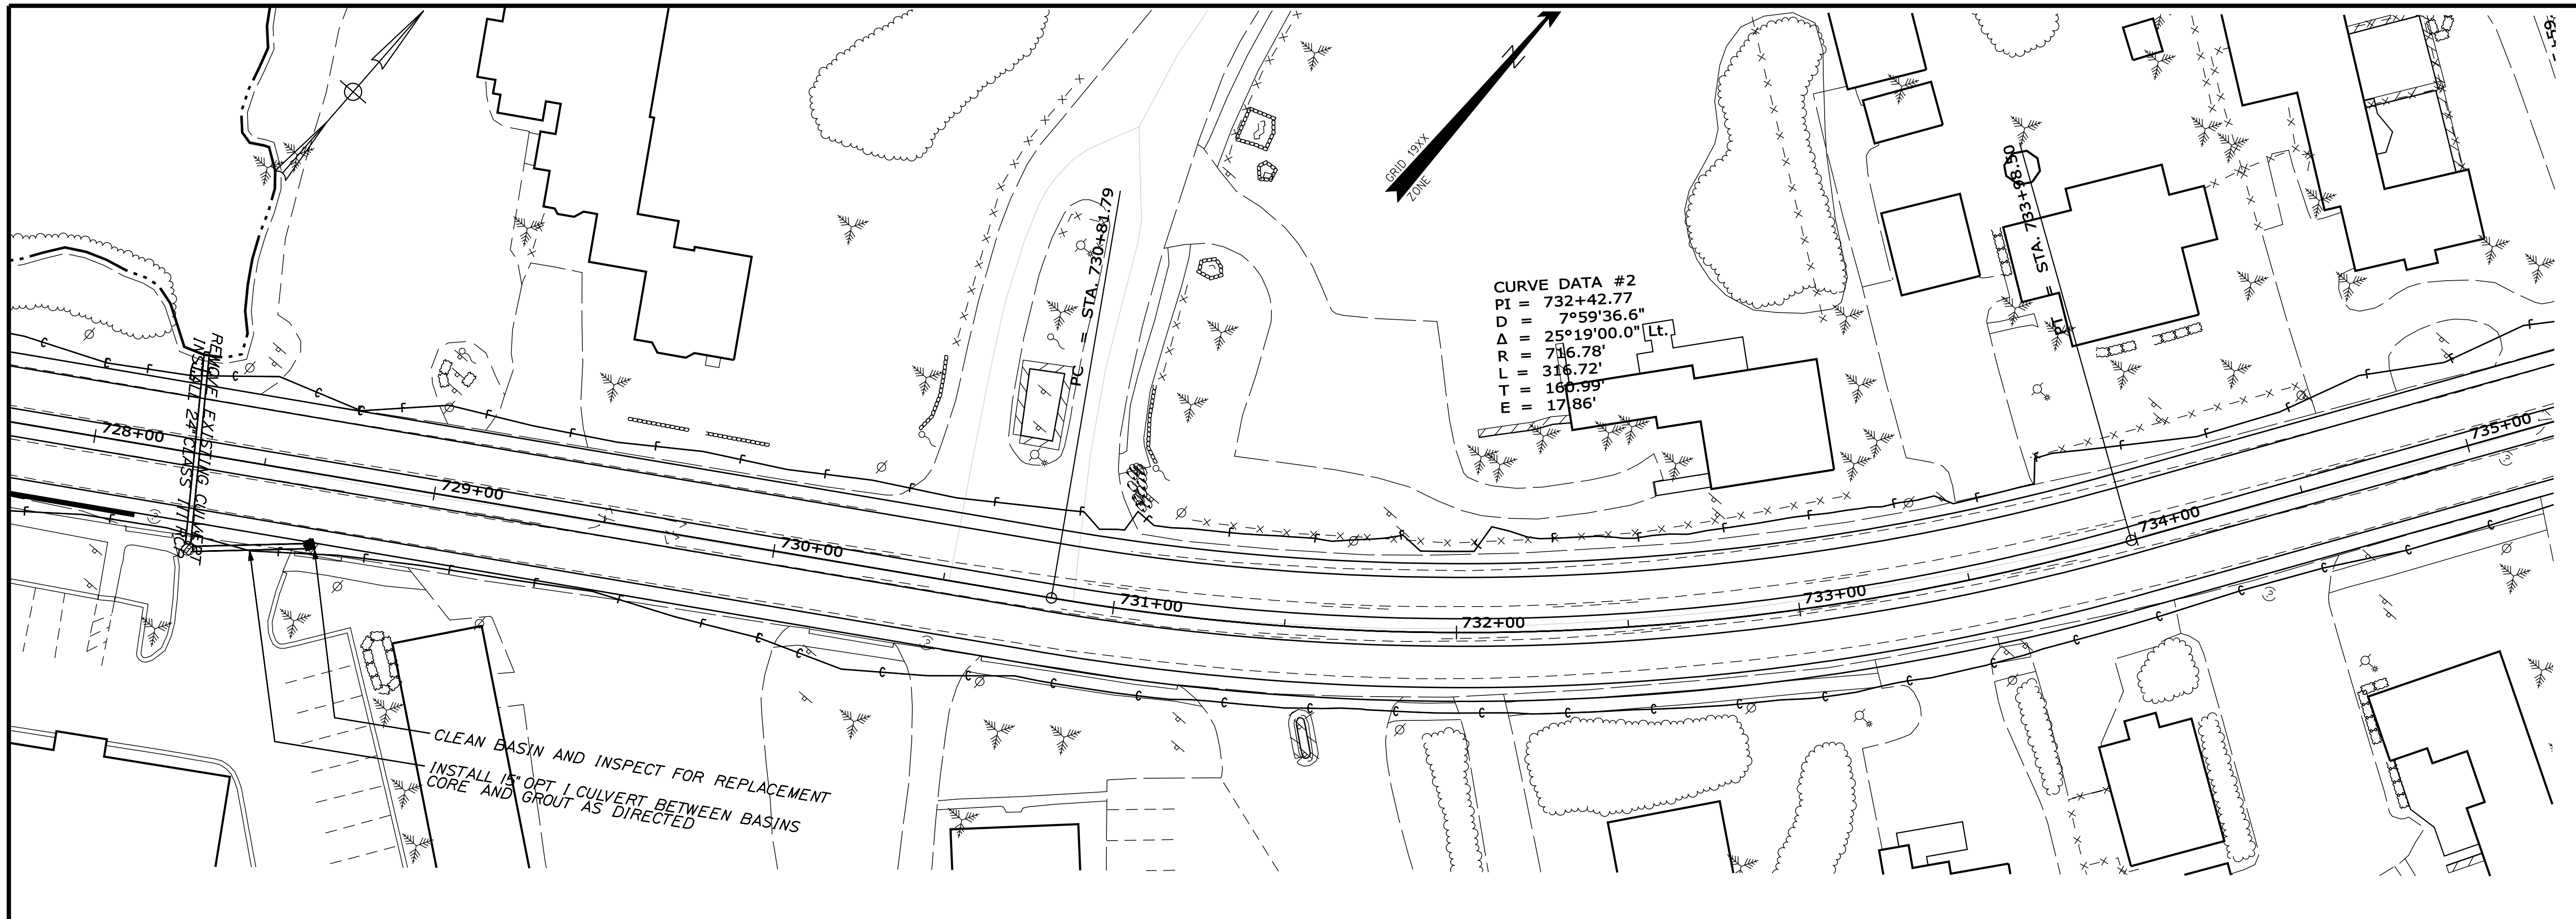 GRID 19XX
ZONE
PC = STA. 730+81.79
PT = STA. 733+98.50
CURVE DATA #2
PI = 732+42.77
D = 7°59'36.6"
Δ = 25°19'00.0" Lt.
R = 716.78'
L = 316.72'
T = 160.99'
E = 17.86'
REMOVE EXISTING CULVERT
INSTALL 24" CLASS III RCP
728+00
729+00
730+00
731+00
732+00
733+00
734+00
735+00
CLEAN BASIN AND INSPECT FOR REPLACEMENT
INSTALL 15" OPT I CULVERT BETWEEN BASINS
CORE AND GROUT AS DIRECTED